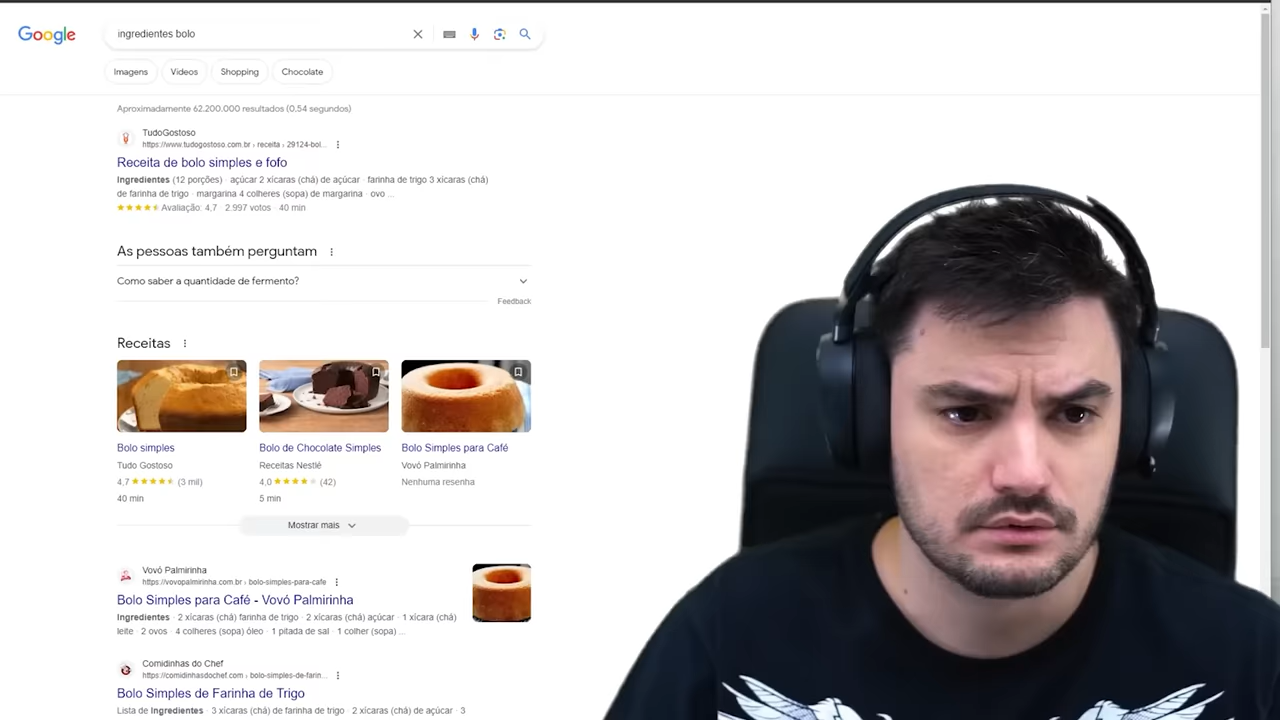 Google
ingredientes bolo
Imagens
Vídeos
Shopping
Chocolate
Aproximadamente 62.200.000 resultados (0,54 segundos)
TudoGostoso
https://www.tudogostoso.com.br › receita › 29124-bol...
Receita de bolo simples e fofo
Ingredientes (12 porções) · açúcar 2 xícaras (chá) de açúcar · farinha de trigo 3 xícaras (chá)
de farinha de trigo · margarina 4 colheres (sopa) de margarina · ovo ...
Avaliação: 4,7 · 2.997 votos · 40 min
As pessoas também perguntam
Como saber a quantidade de fermento?
Feedback
Receitas
Bolo simples
Tudo Gostoso
4,7 (3 mil)
40 min
Bolo de Chocolate Simples
Receitas Nestlé
4,0 (42)
5 min
Bolo Simples para Café
Vovó Palmirinha
Nenhuma resenha
Mostrar mais
Vovó Palmirinha
https://vovopalmirinha.com.br › bolo-simples-para-cafe
Bolo Simples para Café - Vovó Palmirinha
Ingredientes · 2 xícaras (chá) farinha de trigo · 2 xícaras (chá) açúcar · 1 xícara (chá)
leite · 2 ovos · 4 colheres (sopa) óleo · 1 pitada de sal · 1 colher (sopa) ...
Comidinhas do Chef
https://comidinhasdochef.com › bolo-simples-de-farin...
Bolo Simples de Farinha de Trigo
Lista de Ingredientes · 3 xícaras (chá) de farinha de trigo · 2 xícaras (chá) de açúcar · 3